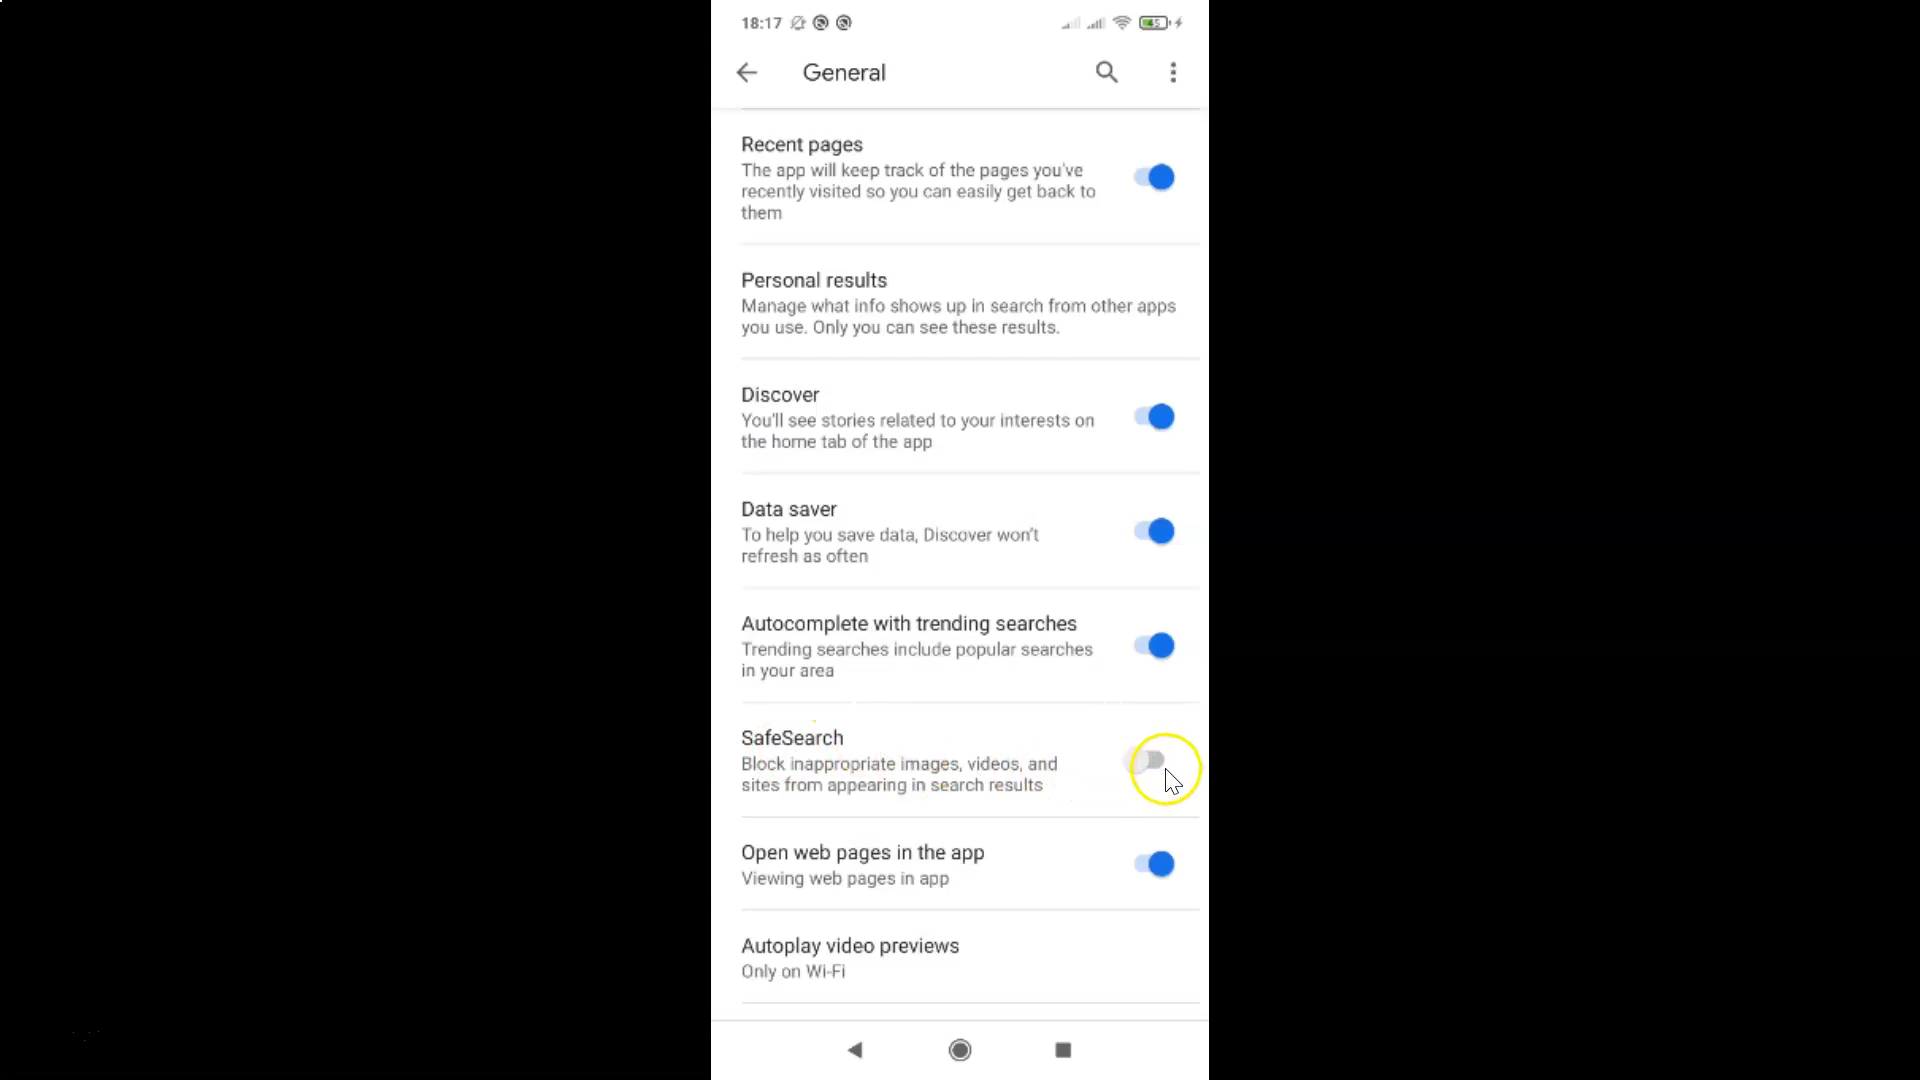 18:17 45
General
Recent pages
The app will keep track of the pages you've
recently visited so you can easily get back to
them
Personal results
Manage what info shows up in search from other apps
you use. Only you can see these results.
Discover
You'll see stories related to your interests on
the home tab of the app
Data saver
To help you save data, Discover won't
refresh as often
Autocomplete with trending searches
Trending searches include popular searches
in your area
SafeSearch
Block inappropriate images, videos, and
sites from appearing in search results
Open web pages in the app
Viewing web pages in app
Autoplay video previews
Only on Wi-Fi